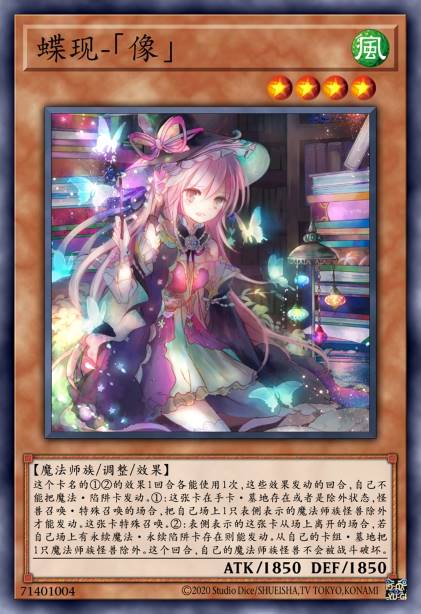 蝶现-「像」
風
【魔法师族/调整/效果】
这个卡名的①②的效果1回合各能使用1次，这些效果发动的回合，自己不
能把魔法·陷阱卡发动。①：这张卡在手卡·墓地存在或者是除外状态，怪
兽召唤·特殊召唤的场合，把自己场上1只表侧表示的魔法师族怪兽除外
才能发动。这张卡特殊召唤。②：表侧表示的这张卡从场上离开的场合，若
自己场上有永续魔法·永续陷阱卡存在则能发动。从自己的卡组·墓地把
1只魔法师族怪兽除外。这个回合，自己的魔法师族怪兽不会被战斗破坏。
ATK/1850 DEF/1850
71401004 ©2020 Studio Dice/SHUEISHA,TV TOKYO,KONAMI